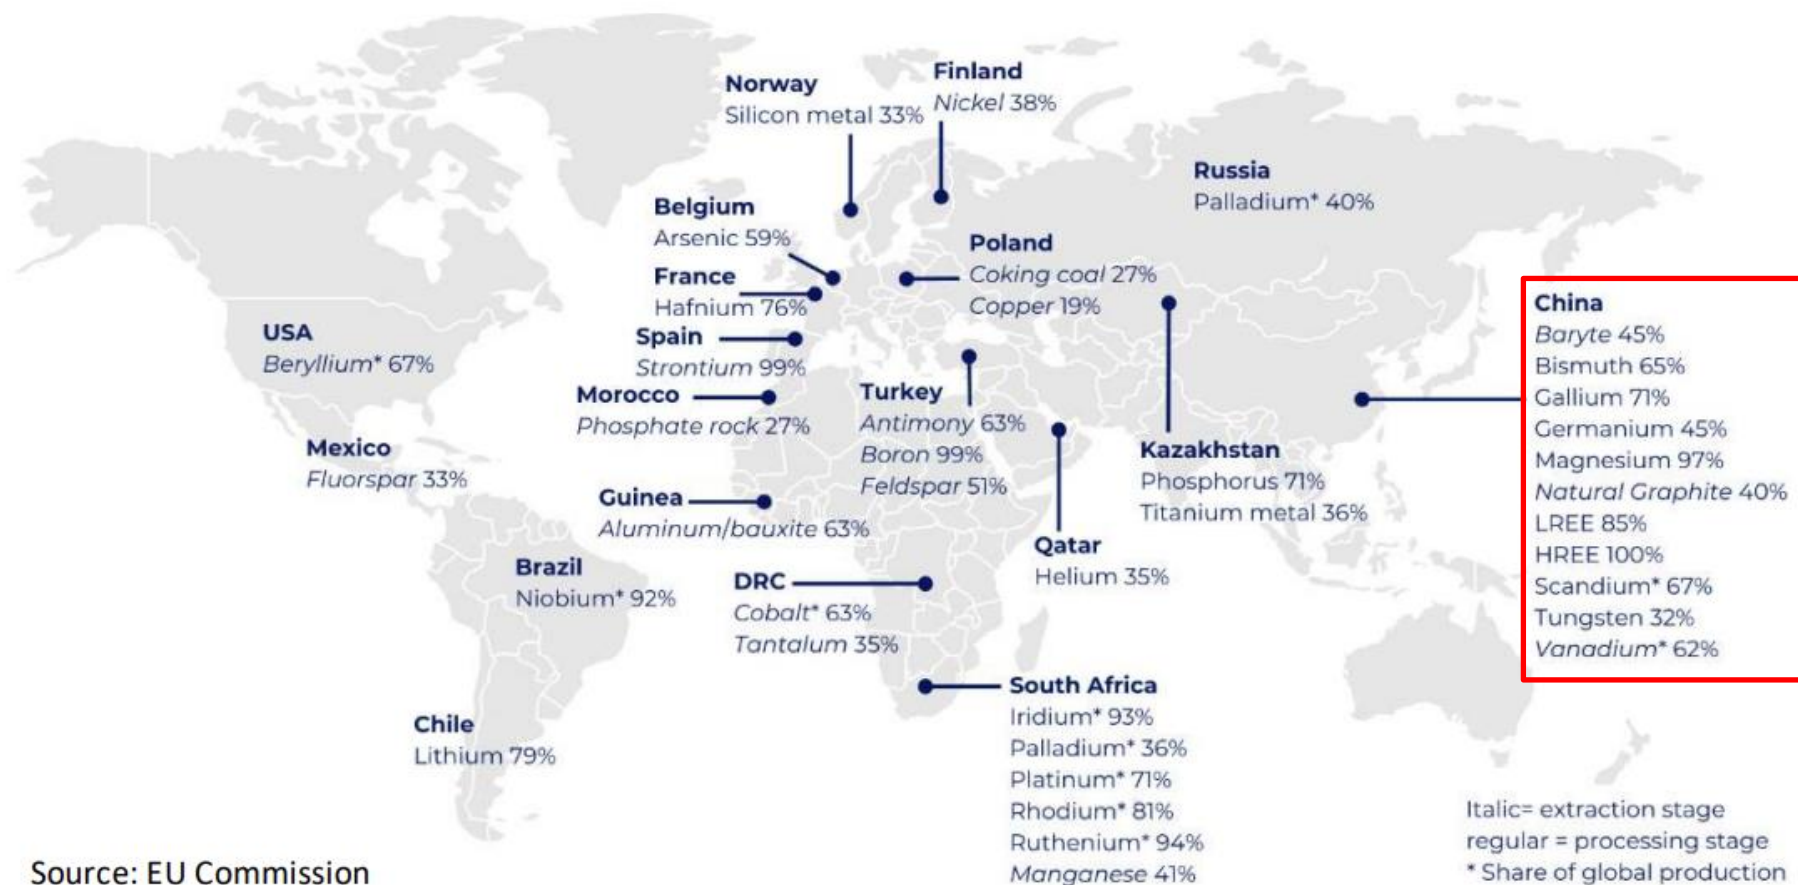 Norway
Silicon metal 33%
Finland
Nickel 38%
Russia
Palladium* 40%
Belgium
Arsenic 59%
Poland
Coking coal 27%
Copper 19%
France
Hafnium 76%
USA
Beryllium* 67%
Spain
Strontium 99%
China
Baryte 45%
Bismuth 65%
Gallium 71%
Germanium 45%
Magnesium 97%
Natural Graphite 40%
LREE 85%
HREE 100%
Scandium* 67%
Tungsten 32%
Vanadium* 62%
Morocco
Phosphate rock 27%
Turkey
Antimony 63%
Boron 99%
Feldspar 51%
Mexico
Fluorspar 33%
Kazakhstan
Phosphorus 71%
Titanium metal 36%
Guinea
Aluminum/bauxite 63%
Qatar
Helium 35%
Brazil
Niobium* 92%
DRC
Cobalt* 63%
Tantalum 35%
South Africa
Iridium* 93%
Palladium* 36%
Platinum* 71%
Rhodium* 81%
Ruthenium* 94%
Manganese 41%
Chile
Lithium 79%
Italic= extraction stage
regular = processing stage
* Share of global production
Source: EU Commission